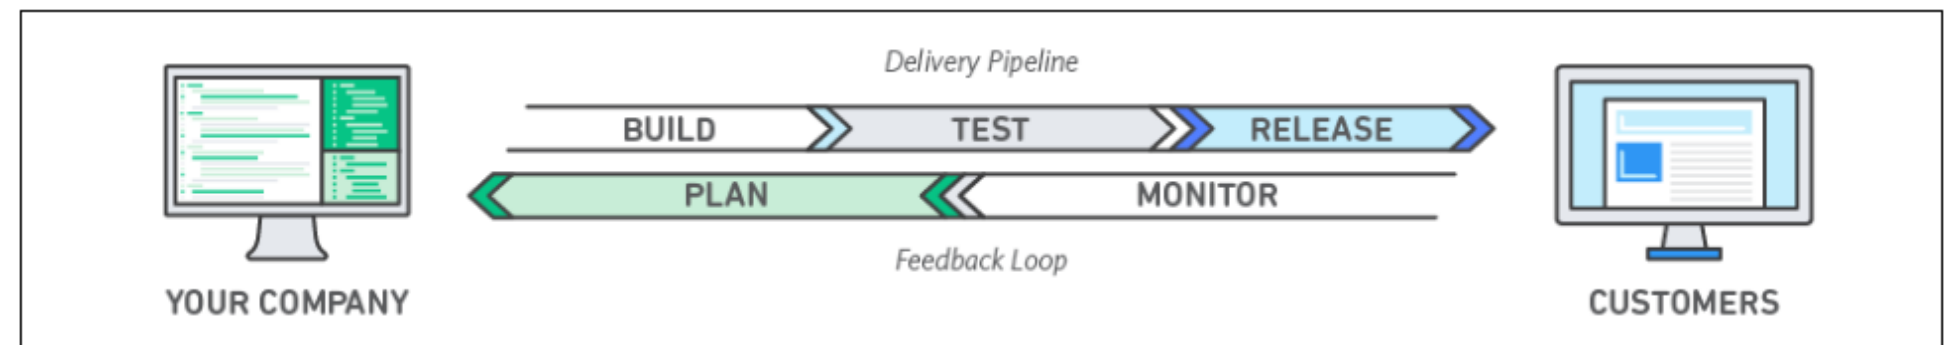 Delivery Pipeline
BUILD TEST RELEASE
PLAN MONITOR
Feedback Loop
YOUR COMPANY CUSTOMERS